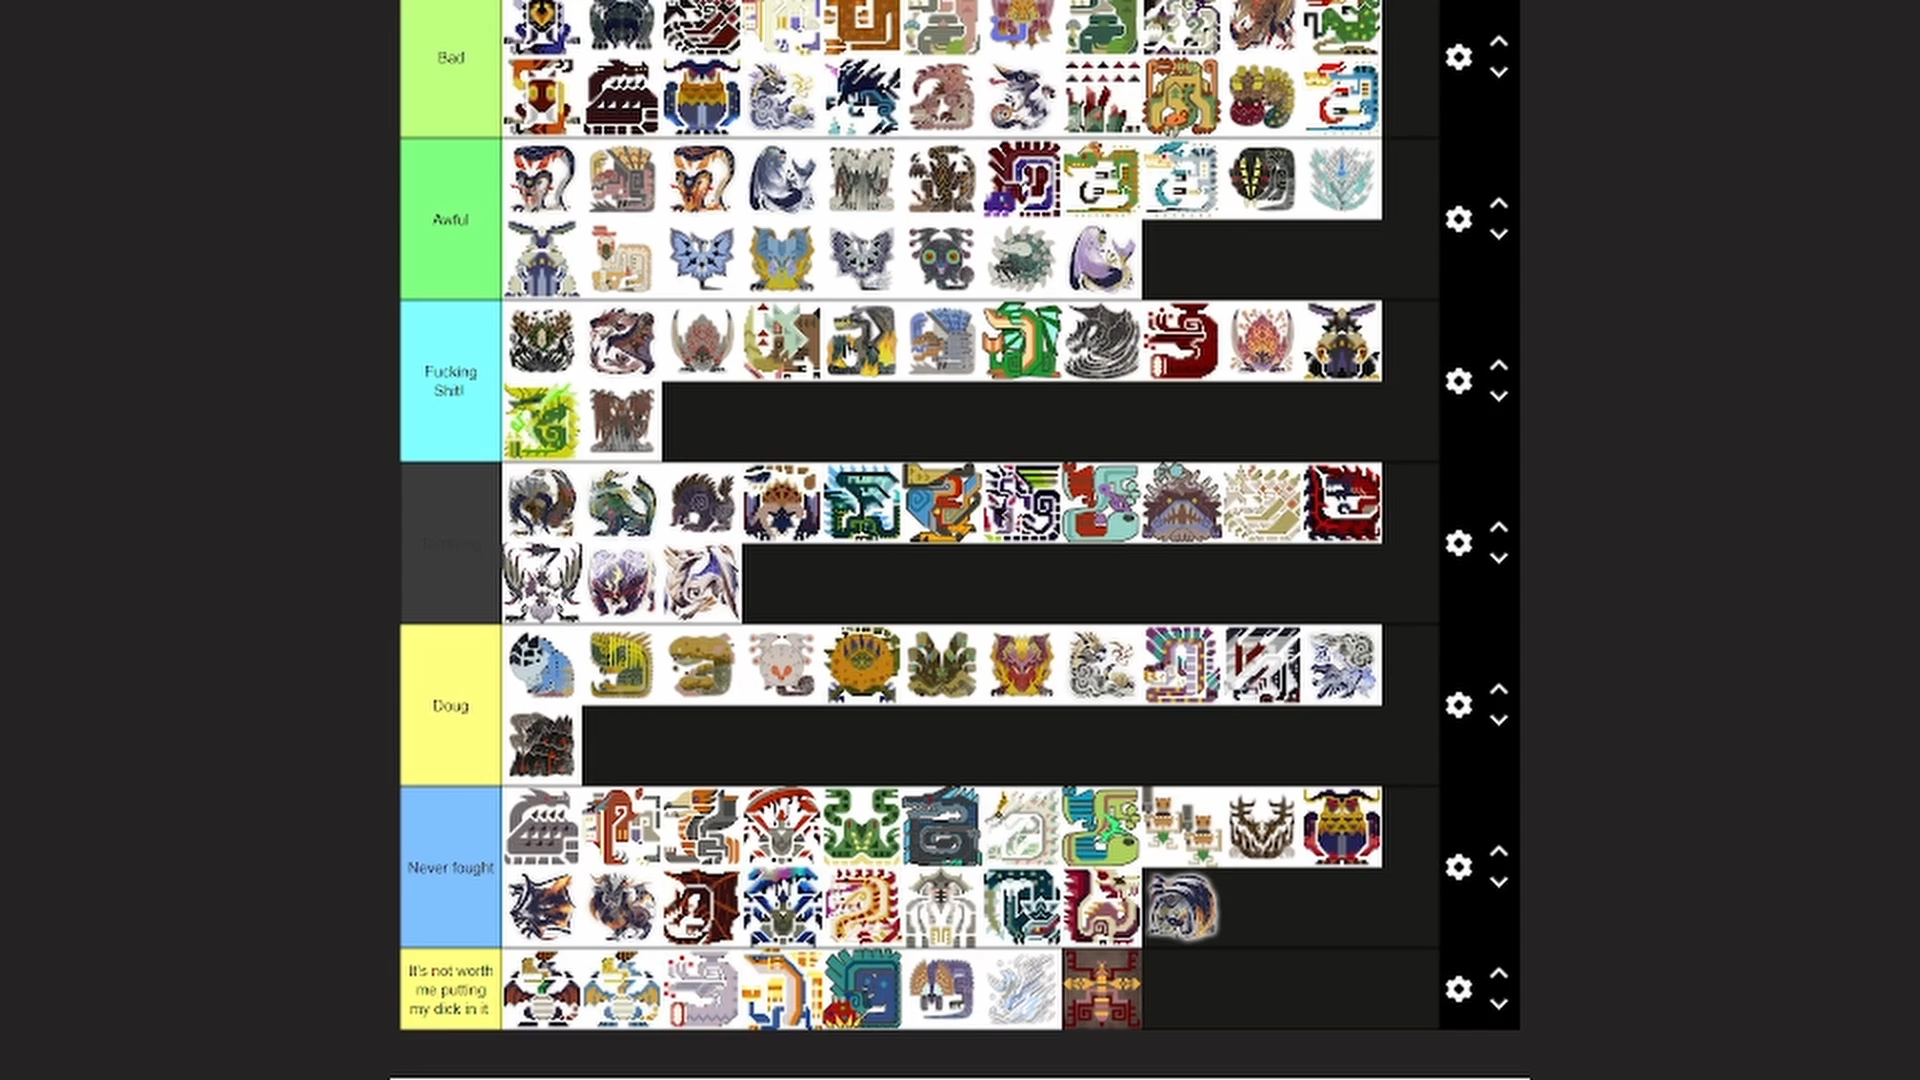 Bad
Awful
Fucking
Shit!
Doug
Never fought
It's not worth
me putting
my dick in it